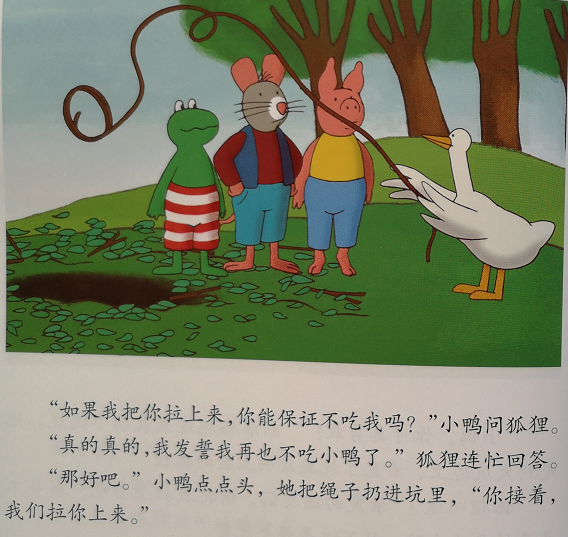 “如果我把你拉上来，你能保证不吃我吗？”小鸭问狐狸。
“真的真的，我发誓我再也不吃小鸭了。”狐狸连忙回答。
“那好吧。”小鸭点点头，她把绳子扔进坑里，“你接着，
我们拉你上来。”